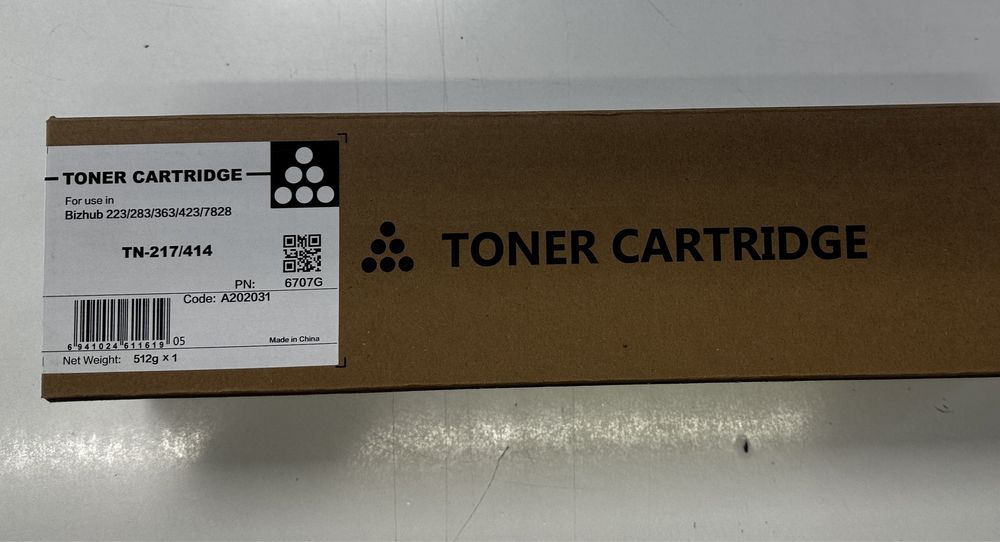 TONER CARTRIDGE
For use in
Bizhub 223/283/363/423/7828
TN-217/414
PN: 6707G
Code: A202031
6 941024 611619 05
Made in China
Net Weight: 512g × 1
TONER CARTRIDGE